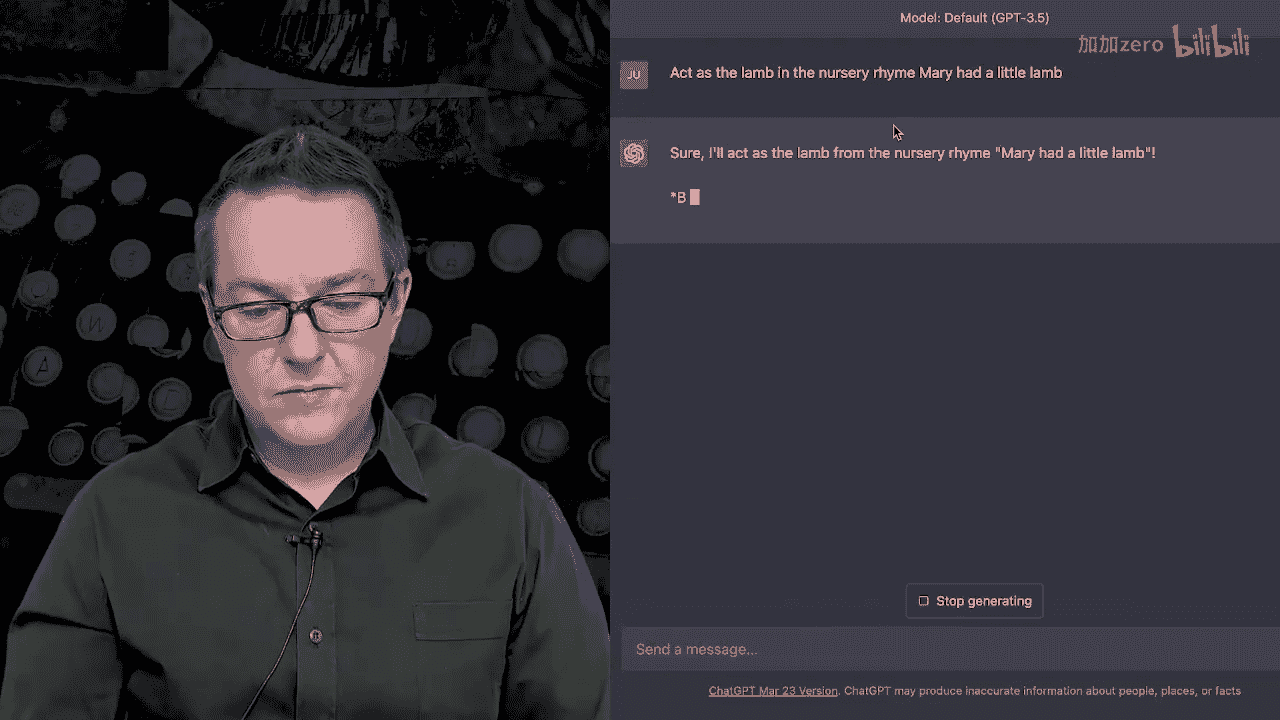 Model: Default (GPT-3.5)
加加zero bilibili
JU
Act as the lamb in the nursery rhyme Mary had a little lamb
Sure, I'll act as the lamb from the nursery rhyme "Mary had a little lamb"!
*B
Stop generating
Send a message...
ChatGPT Mar 23 Version. ChatGPT may produce inaccurate information about people, places, or facts